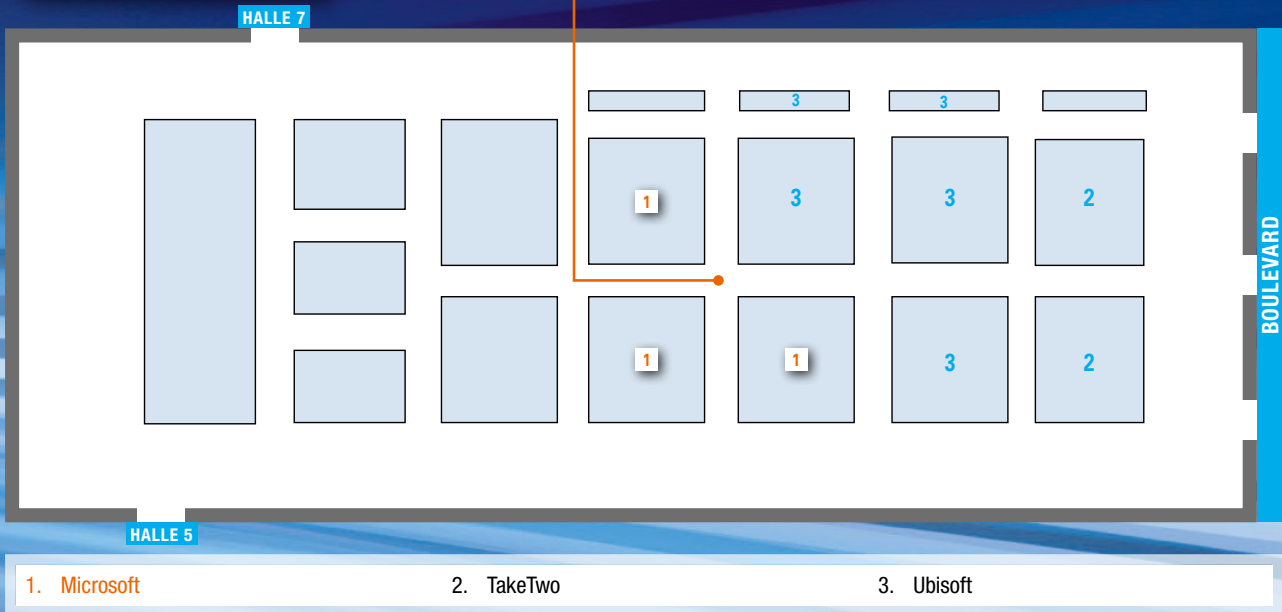 HALLE 7
3 3
1 3 3 2
BOULEVARD
1 1 3 2
HALLE 5
1. Microsoft 2. TakeTwo 3. Ubisoft